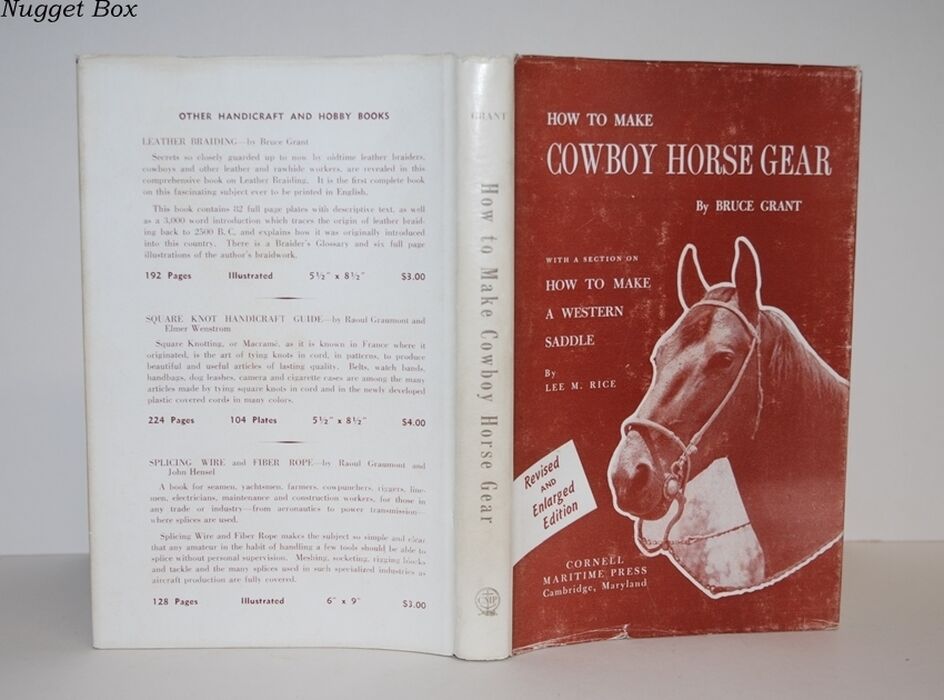 Nugget Box
OTHER HANDICRAFT AND HOBBY BOOKS
LEATHER BRAIDING—by Bruce Grant
Secrets so closely guarded up to now by oldtime leather braiders,
cowboys and other leather and rawhide workers, are revealed in this
comprehensive book on Leather Braiding. It is the first complete book
on this fascinating subject ever to be printed in English.
This book contains 82 full page plates with descriptive text, as well
as a 3,000 word introduction which traces the origin of leather braid-
ing back to 2500 B. C. and explains how it was originally introduced
into this country. There is a Braider's Glossary and six full page
illustrations of the author's braidwork.
192 Pages Illustrated 5½" x 8½" $3.00
SQUARE KNOT HANDICRAFT GUIDE—by Raoul Graumont and
Elmer Wenstrom
Square Knotting, or Macramé, as it is known in France where it
originated, is the art of tying knots in cord, in patterns, to produce
beautiful and useful articles of lasting quality. Belts, watch bands,
handbags, dog leashes, camera and cigarette cases are among the many
articles made by tying square knots in cord and in the newly developed
plastic covered cords in many colors.
224 Pages 104 Plates 5½" x 8½" $4.00
SPLICING WIRE and FIBER ROPE—by Raoul Graumont and
John Hensel
A book for seamen, yachtsmen, farmers, cowpunchers, riggers, line-
men, electricians, maintenance and construction workers, for those in
any trade or industry—from aeronautics to power transmission—
where splices are used.
Splicing Wire and Fiber Rope makes the subject so simple and clear
that any amateur in the habit of handling a few tools should be able to
splice without personal supervision. Meshing, socketing, rigging blocks
and tackle and the many splices used in such specialized industries as
aircraft production are fully covered.
128 Pages Illustrated 6" x 9" $3.00
GRANT
How to Make Cowboy Horse Gear
CMP
HOW TO MAKE
COWBOY HORSE GEAR
By BRUCE GRANT
WITH A SECTION ON
HOW TO MAKE
A WESTERN
SADDLE
By
LEE M. RICE
Revised
AND
Enlarged
Edition
CORNELL
MARITIME PRESS
Cambridge, Maryland